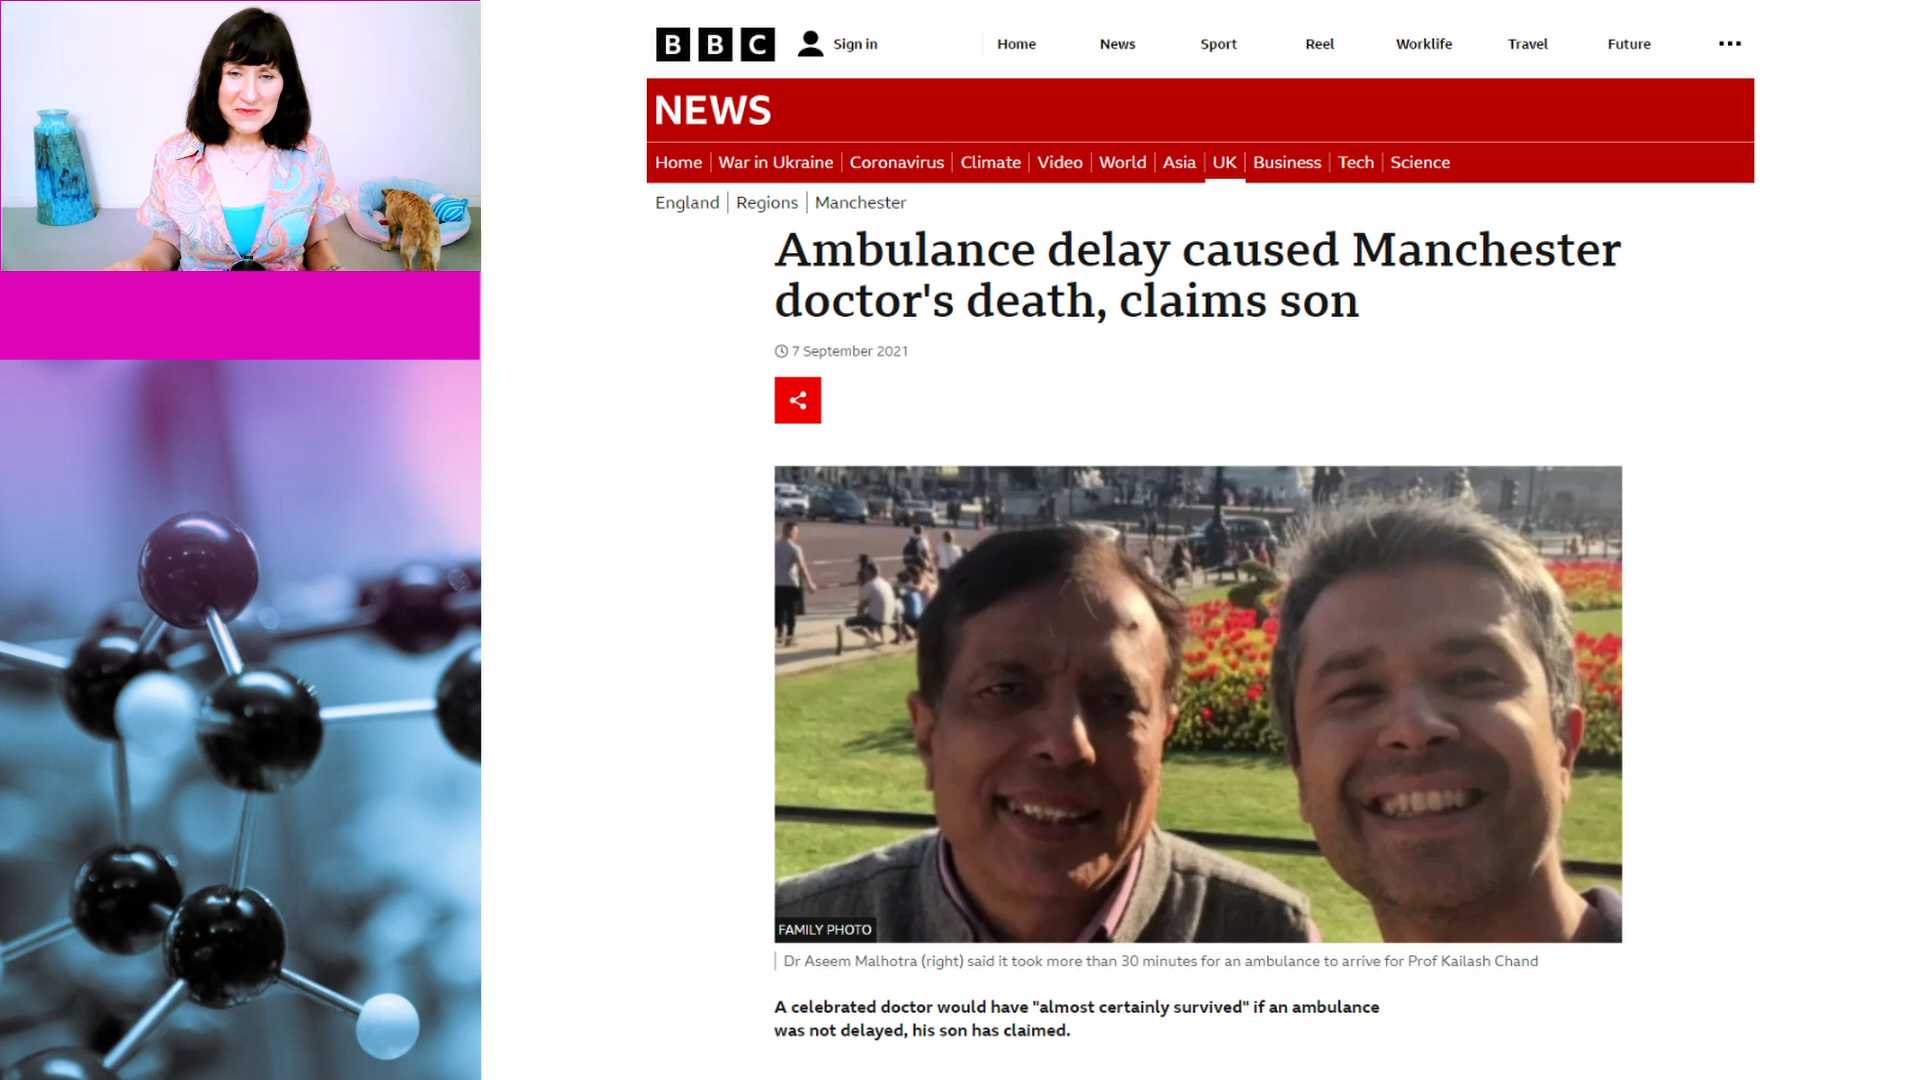 BBC Sign in Home News Sport Reel Worklife Travel Future
NEWS
Home War in Ukraine Coronavirus Climate Video World Asia UK Business Tech Science
England Regions Manchester
Ambulance delay caused Manchester
doctor's death, claims son
7 September 2021
FAMILY PHOTO
Dr Aseem Malhotra (right) said it took more than 30 minutes for an ambulance to arrive for Prof Kailash Chand
A celebrated doctor would have "almost certainly survived" if an ambulance
was not delayed, his son has claimed.